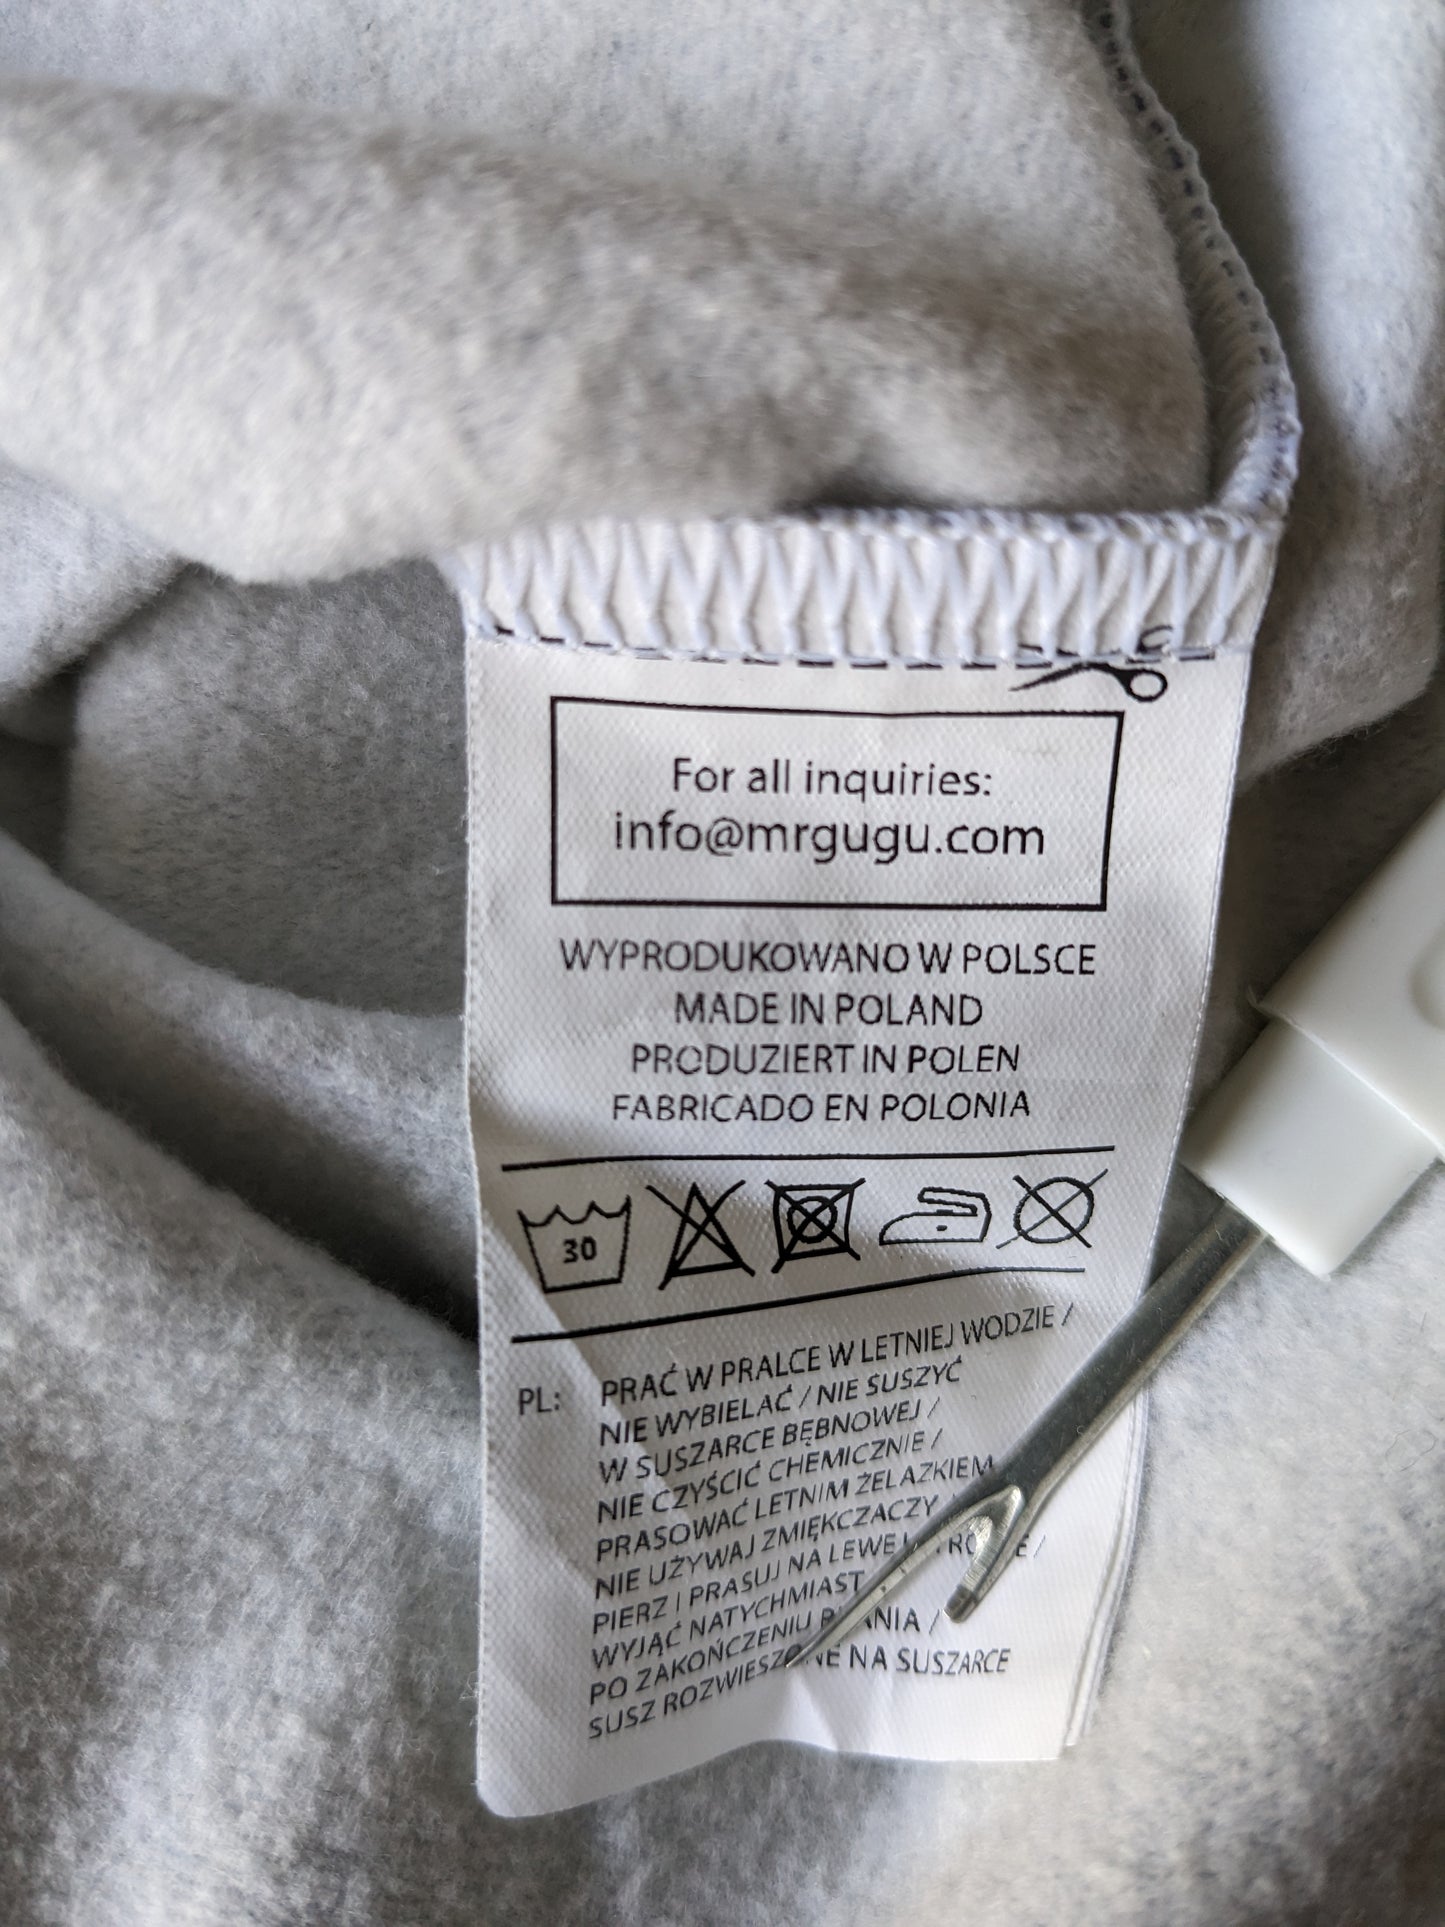 For all inquiries:
info@mrgugu.com
WYPRODUKOWANO W POLSCE
MADE IN POLAND
PRODUZIERT IN POLEN
FABRICADO EN POLONIA
30
PL: PRAĆ W PRALCE W LETNIEJ WODZIE /
NIE WYBIELAĆ / NIE SUSZYĆ
W SUSZARCE BĘBNOWEJ /
NIE CZYŚCIĆ CHEMICZNIE /
PRASOWAĆ LETNIM ŻELAZKIEM
NIE UŻYWAJ ZMIĘKCZACZY
PIERZ I PRASUJ NA LEWEJ
WYJĄĆ NATYCHMIAST
PO ZAKOŃCZENIU /
SUSZ NA SUSZARCE